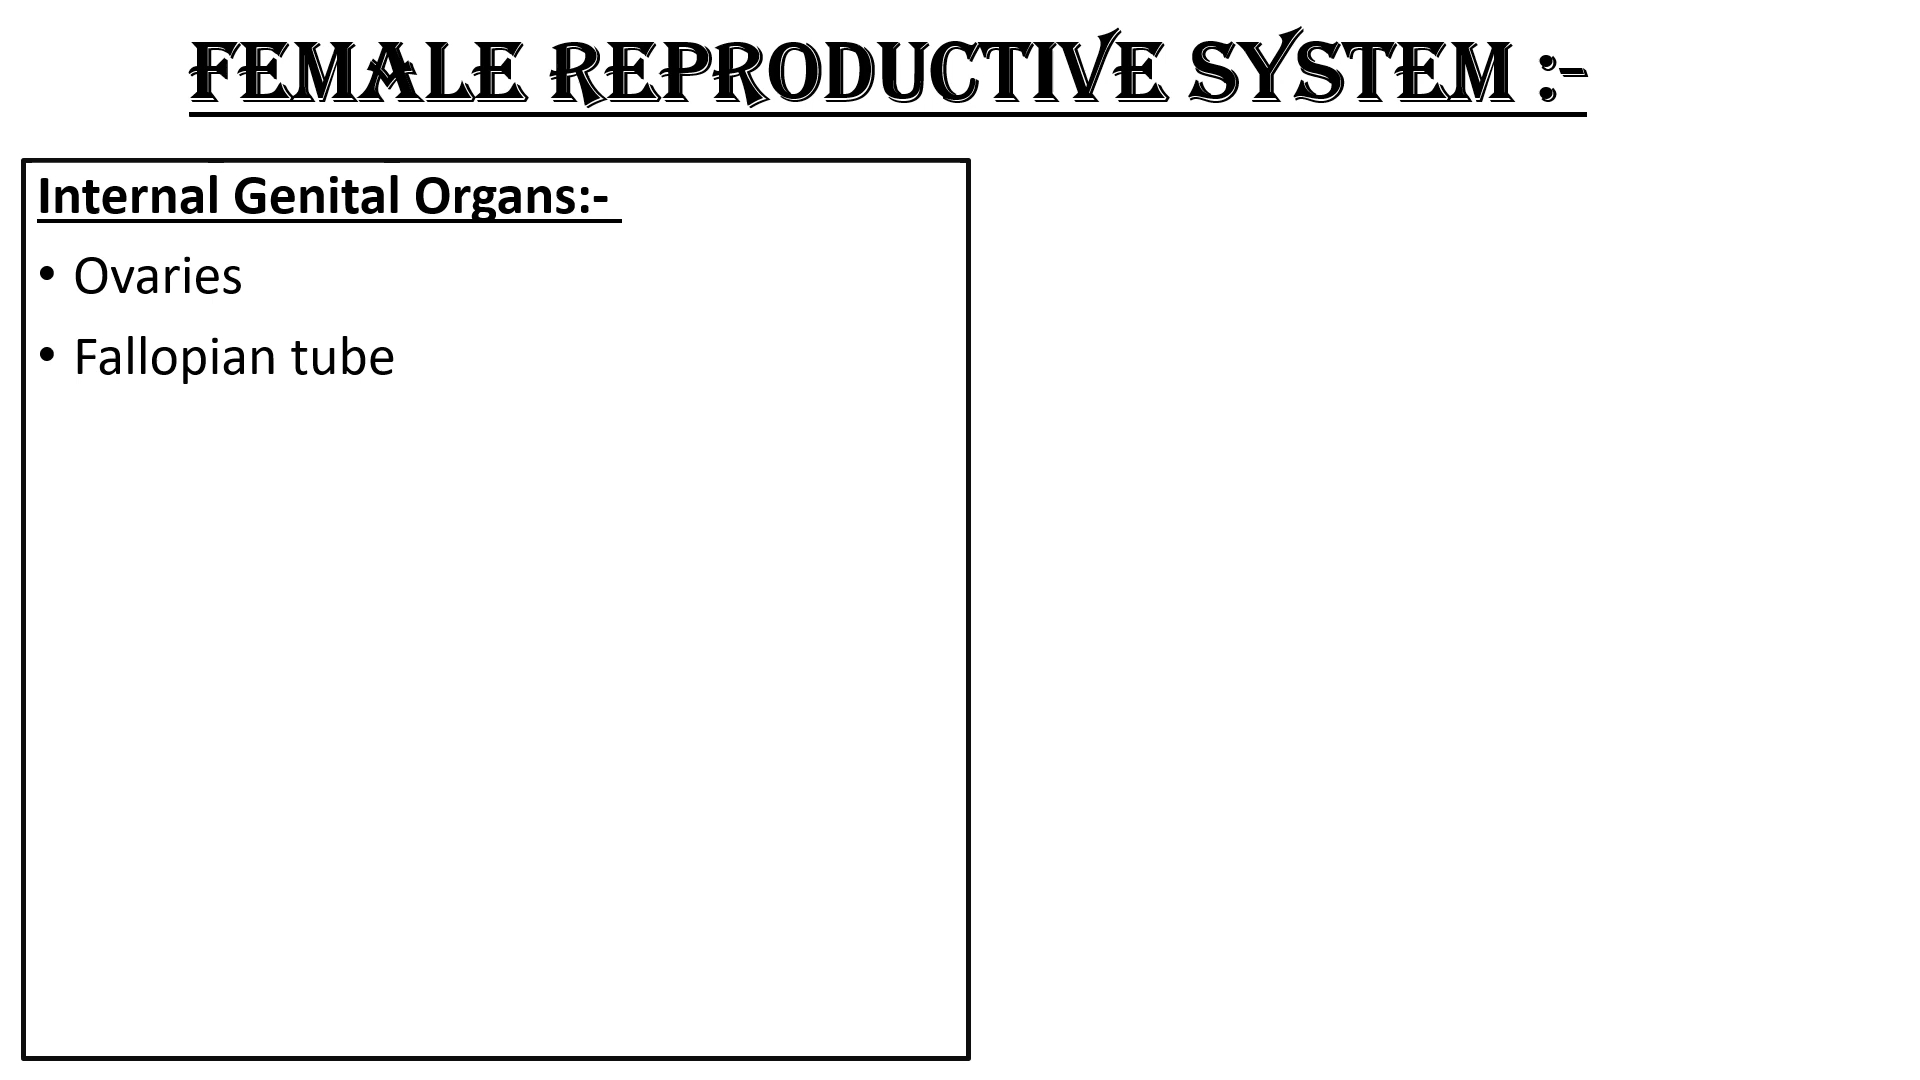 FEMALE REPRODUCTIVE SYSTEM :-
Internal Genital Organs:-
• Ovaries
• Fallopian tube